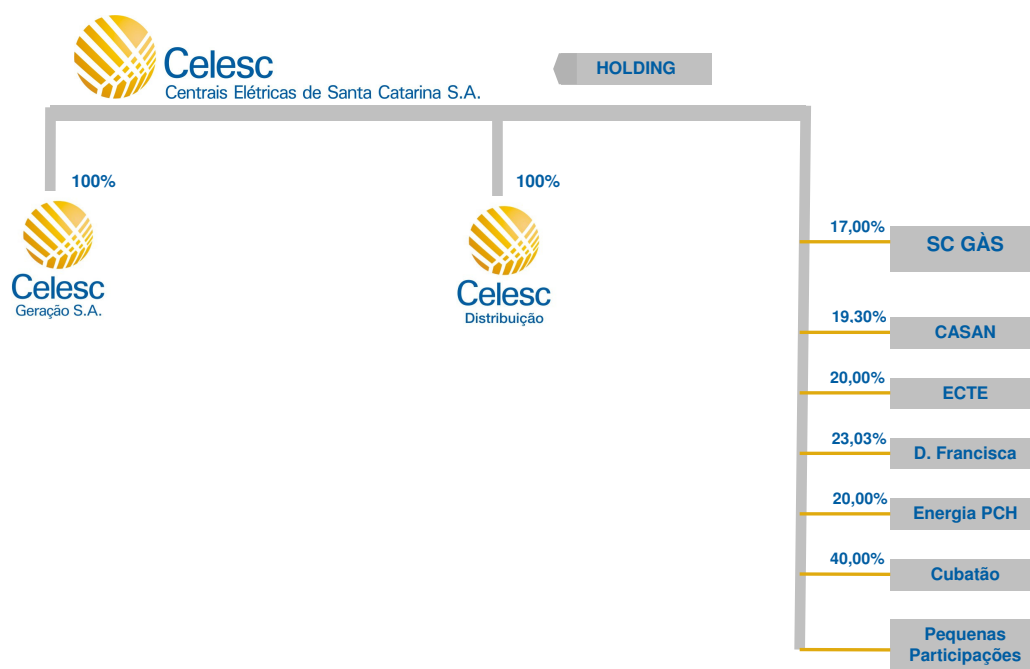 Celesc
Centrais Elétricas de Santa Catarina S.A.
HOLDING
100%
Celesc
Geração S.A.
100%
Celesc
Distribuição
17,00%
SC GÀS
19.30%
CASAN
20,00%
ECTE
23,03%
D. Francisca
20,00%
Energia PCH
40,00%
Cubatão
Pequenas
Participações